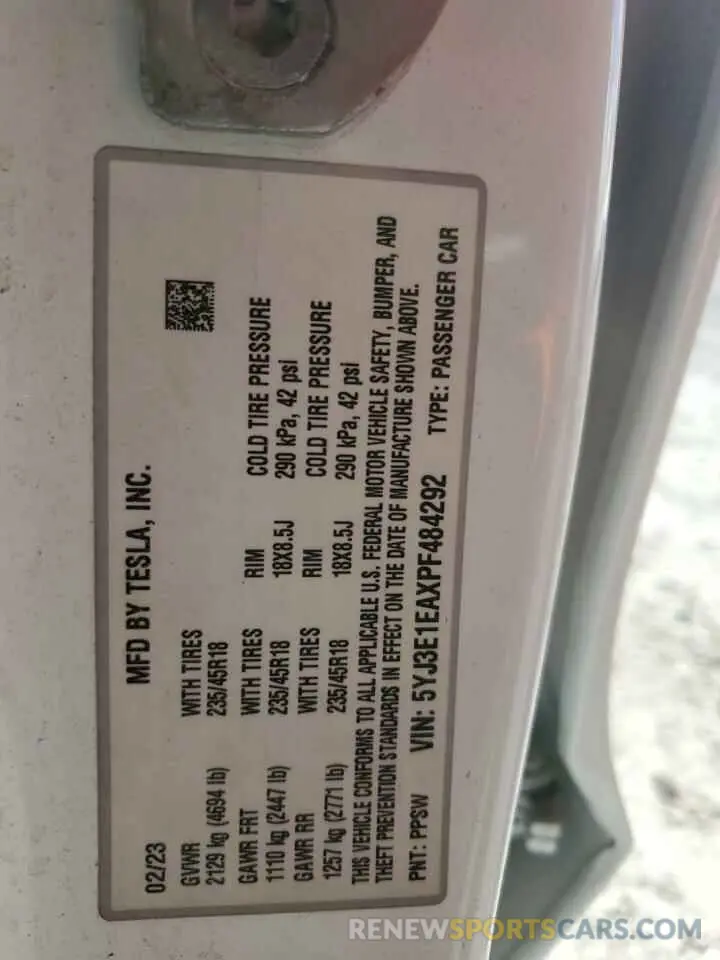 MFD BY TESLA, INC.
02/23
GVWR WITH TIRES
2129 kg (4694 lb) 235/45R18
GAWR FRT WITH TIRES RIM COLD TIRE PRESSURE
1110 kg (2447 lb) 235/45R18 18X8.5J 290 kPa, 42 psi
GAWR RR WITH TIRES RIM COLD TIRE PRESSURE
1257 kg (2771 lb) 235/45R18 18X8.5J 290 kPa, 42 psi
THIS VEHICLE CONFORMS TO ALL APPLICABLE U.S. FEDERAL MOTOR VEHICLE SAFETY, BUMPER, AND
THEFT PREVENTION STANDARDS IN EFFECT ON THE DATE OF MANUFACTURE SHOWN ABOVE.
PNT: PPSW VIN: 5YJ3E1EAXPF484292 TYPE: PASSENGER CAR
RENEWSPORTSCARS.COM